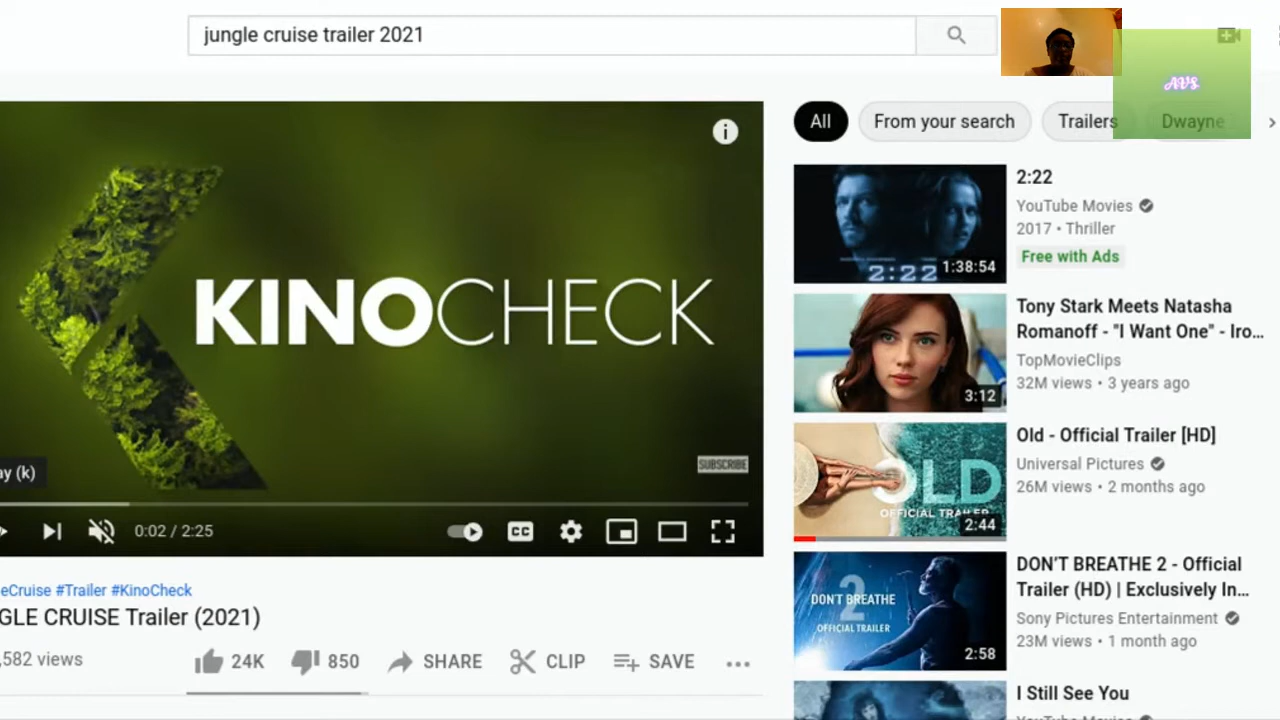 jungle cruise trailer 2021
AVS
All
From your search
Trailers
Dwayne
KINOCHECK
SUBSCRIBE
ay (k)
0:02 / 2:25
CC
eCruise #Trailer #KinoCheck
GLE CRUISE Trailer (2021)
,582 views
24K
850
SHARE
CLIP
SAVE
2:22
1:38:54
2:22
YouTube Movies
2017 • Thriller
Free with Ads
3:12
Tony Stark Meets Natasha
Romanoff - "I Want One" - Iro...
TopMovieClips
32M views • 3 years ago
OLD
OFFICIAL TRAILER
2:44
Old - Official Trailer [HD]
Universal Pictures
26M views • 2 months ago
2
DON'T BREATHE
OFFICIAL TRAILER
2:58
DON'T BREATHE 2 - Official
Trailer (HD) | Exclusively In...
Sony Pictures Entertainment
23M views • 1 month ago
I Still See You
YouTube Movies